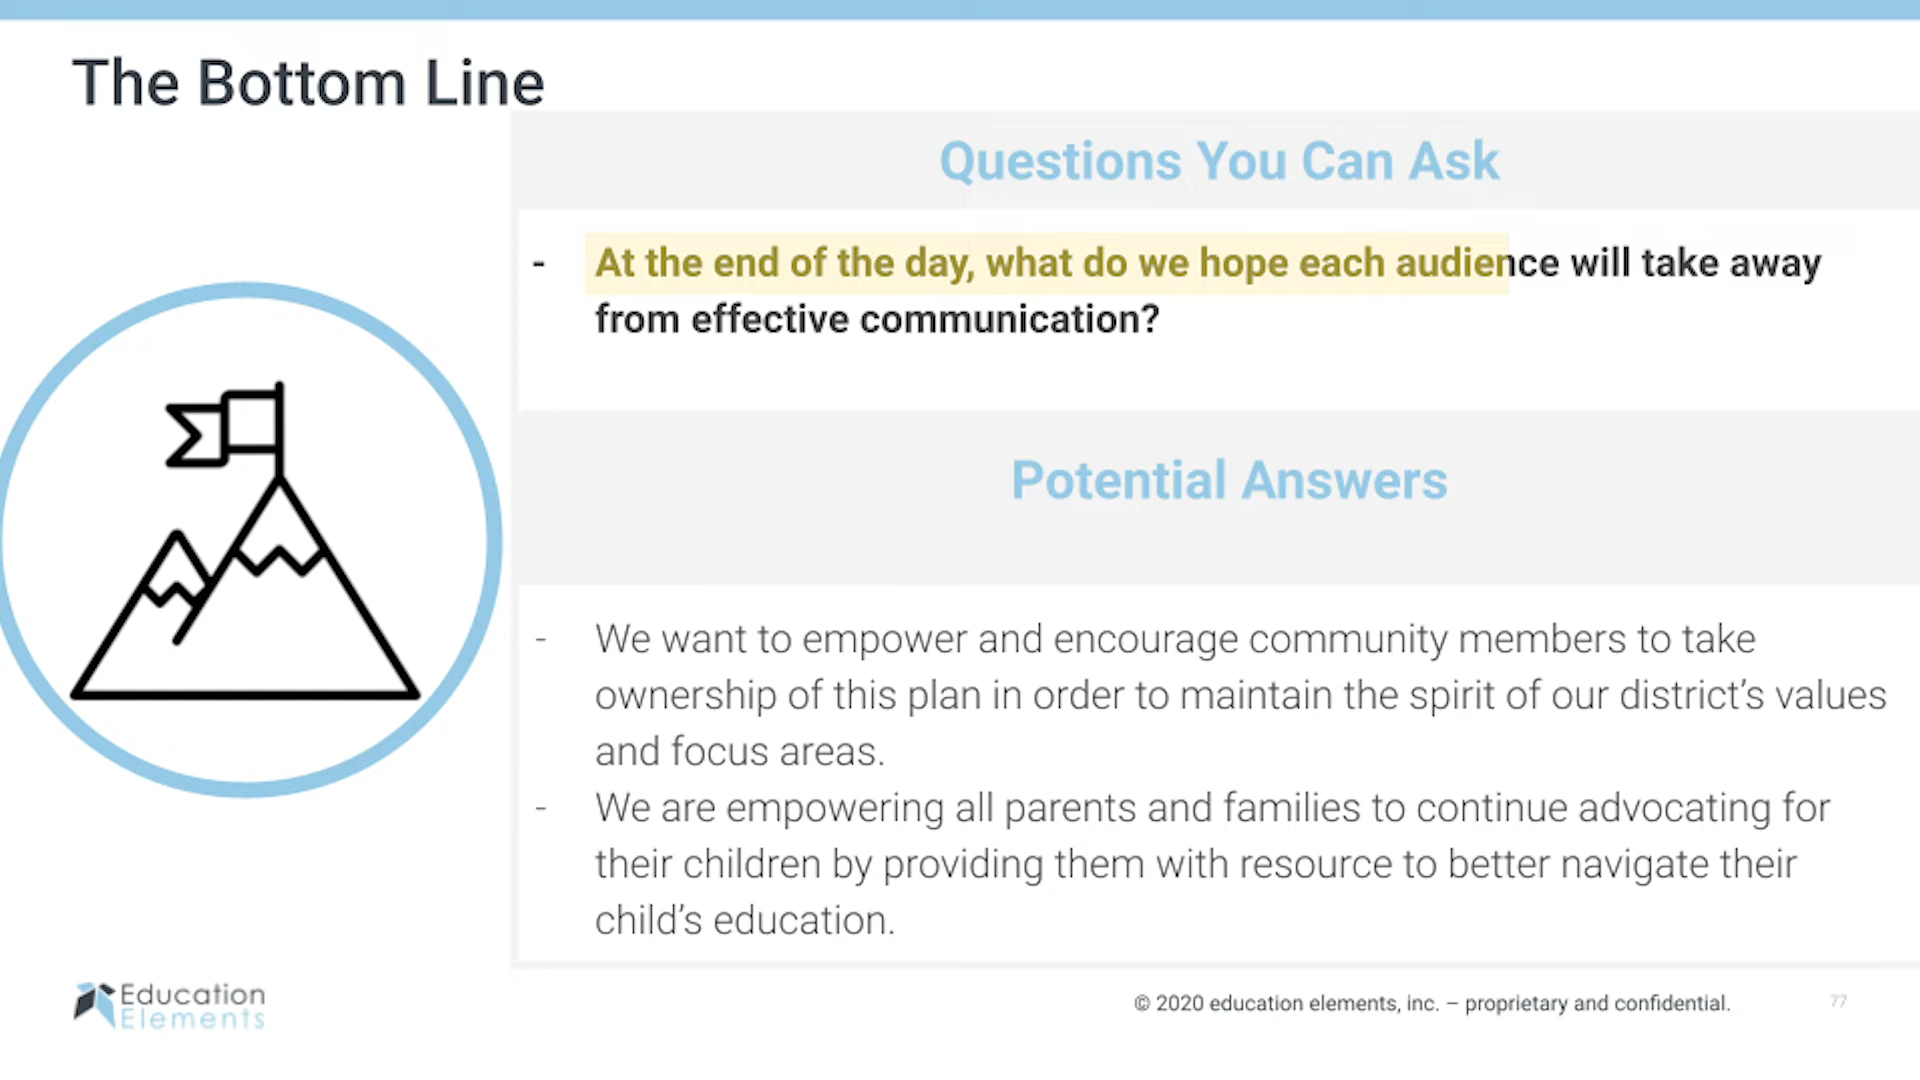 The Bottom Line
Questions You Can Ask
- At the end of the day, what do we hope each audience will take away
from effective communication?
Potential Answers
- We want to empower and encourage community members to take
ownership of this plan in order to maintain the spirit of our district’s values
and focus areas.
- We are empowering all parents and families to continue advocating for
their children by providing them with resource to better navigate their
child’s education.
Education
Elements
© 2020 education elements, inc. – proprietary and confidential.
77